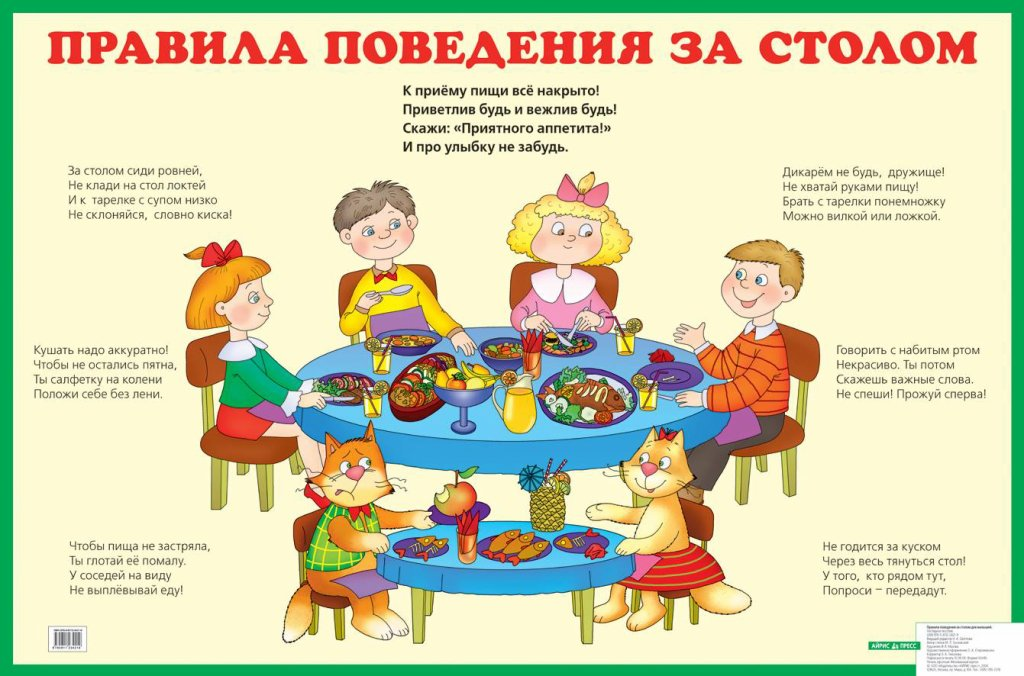 ПРАВИЛА ПОВЕДЕНИЯ ЗА СТОЛОМ
К приёму пищи всё накрыто!
Приветлив будь и вежлив будь!
Скажи: «Приятного аппетита!»
И про улыбку не забудь.
За столом сиди ровней,
Не клади на стол локтей
И к тарелке с супом низко
Не склоняйся, словно киска!
Дикарём не будь, дружище!
Не хватай руками пищу!
Брать с тарелки понемножку
Можно вилкой или ложкой.
Кушать надо аккуратно!
Чтобы не остались пятна,
Ты салфетку на колени
Положи себе без лени.
Говорить с набитым ртом
Некрасиво. Ты потом
Скажешь важные слова.
Не спеши! Прожуй сперва!
Чтобы пища не застряла,
Ты глотай её помалу.
У соседей на виду
Не выплёвывай еду!
Не годится за куском
Через весь тянуться стол!
У того, кто рядом тут,
Попроси – передадут.
АЙРИС ПРЕСС